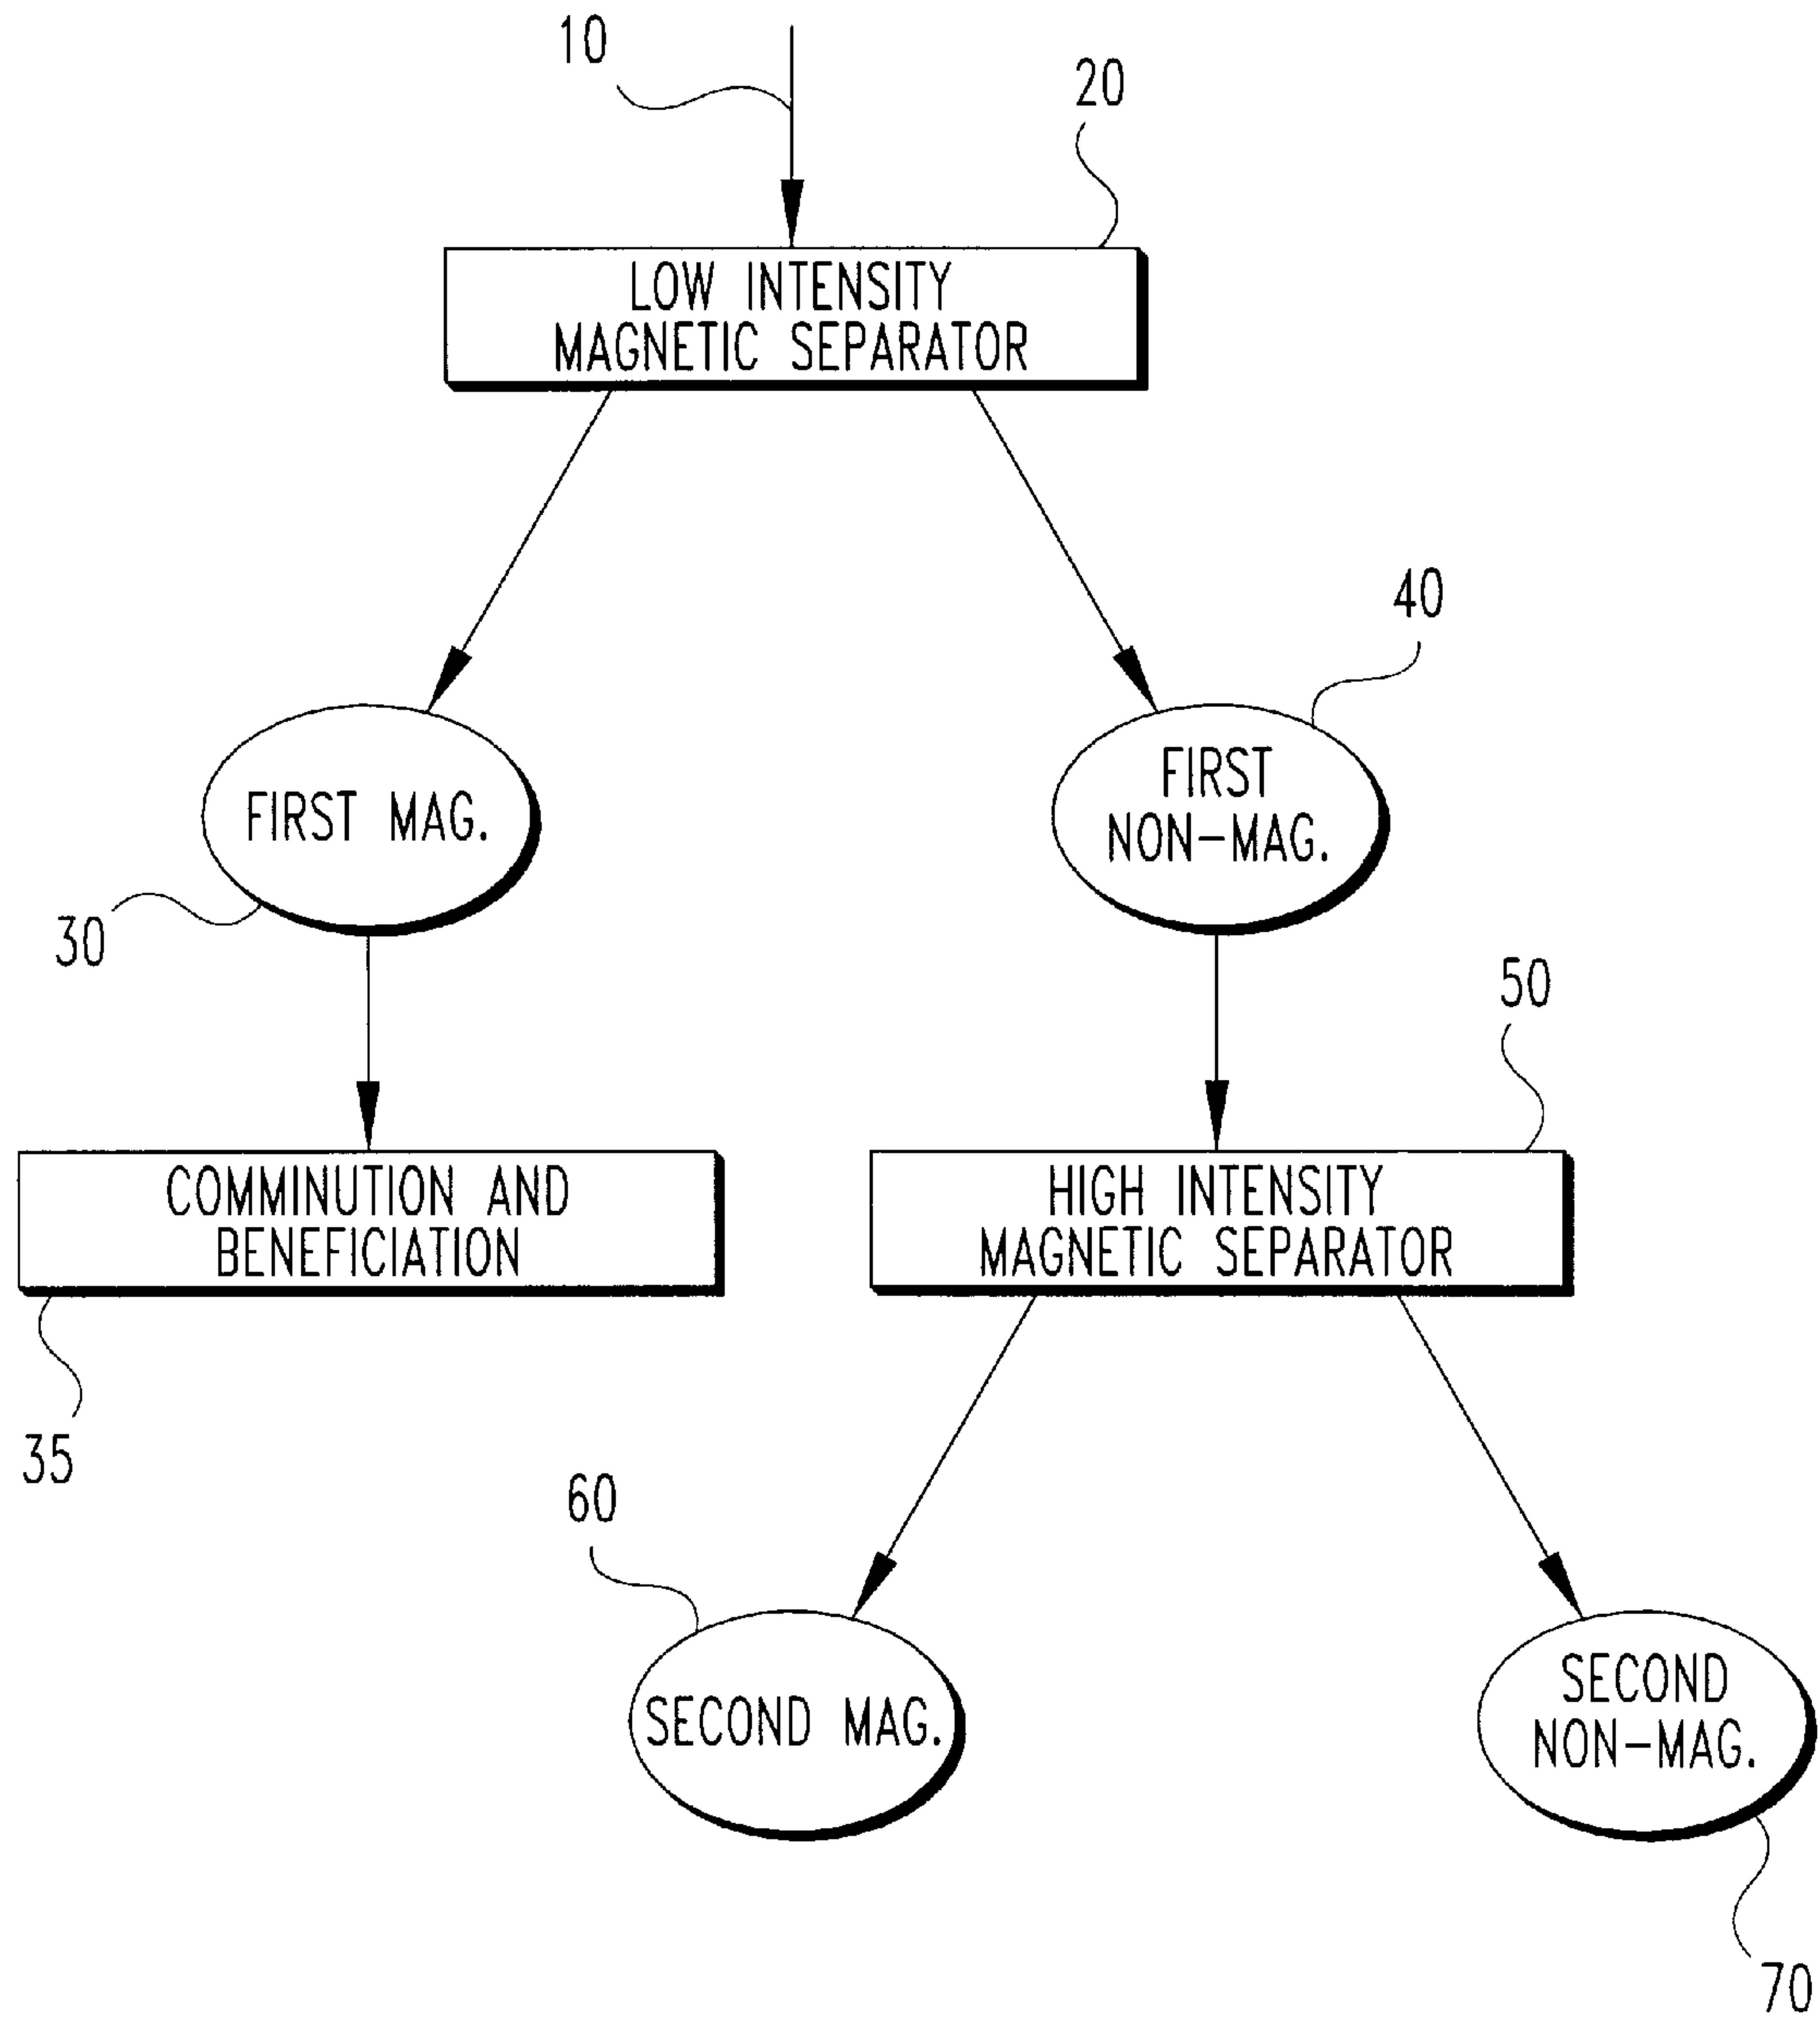 10
20
LOW INTENSITY
MAGNETIC SEPARATOR
40
FIRST MAG.
FIRST
NON-MAG.
30
50
COMMINUTION AND
BENEFICIATION
HIGH INTENSITY
MAGNETIC SEPARATOR
35
60
SECOND MAG.
SECOND
NON-MAG.
70